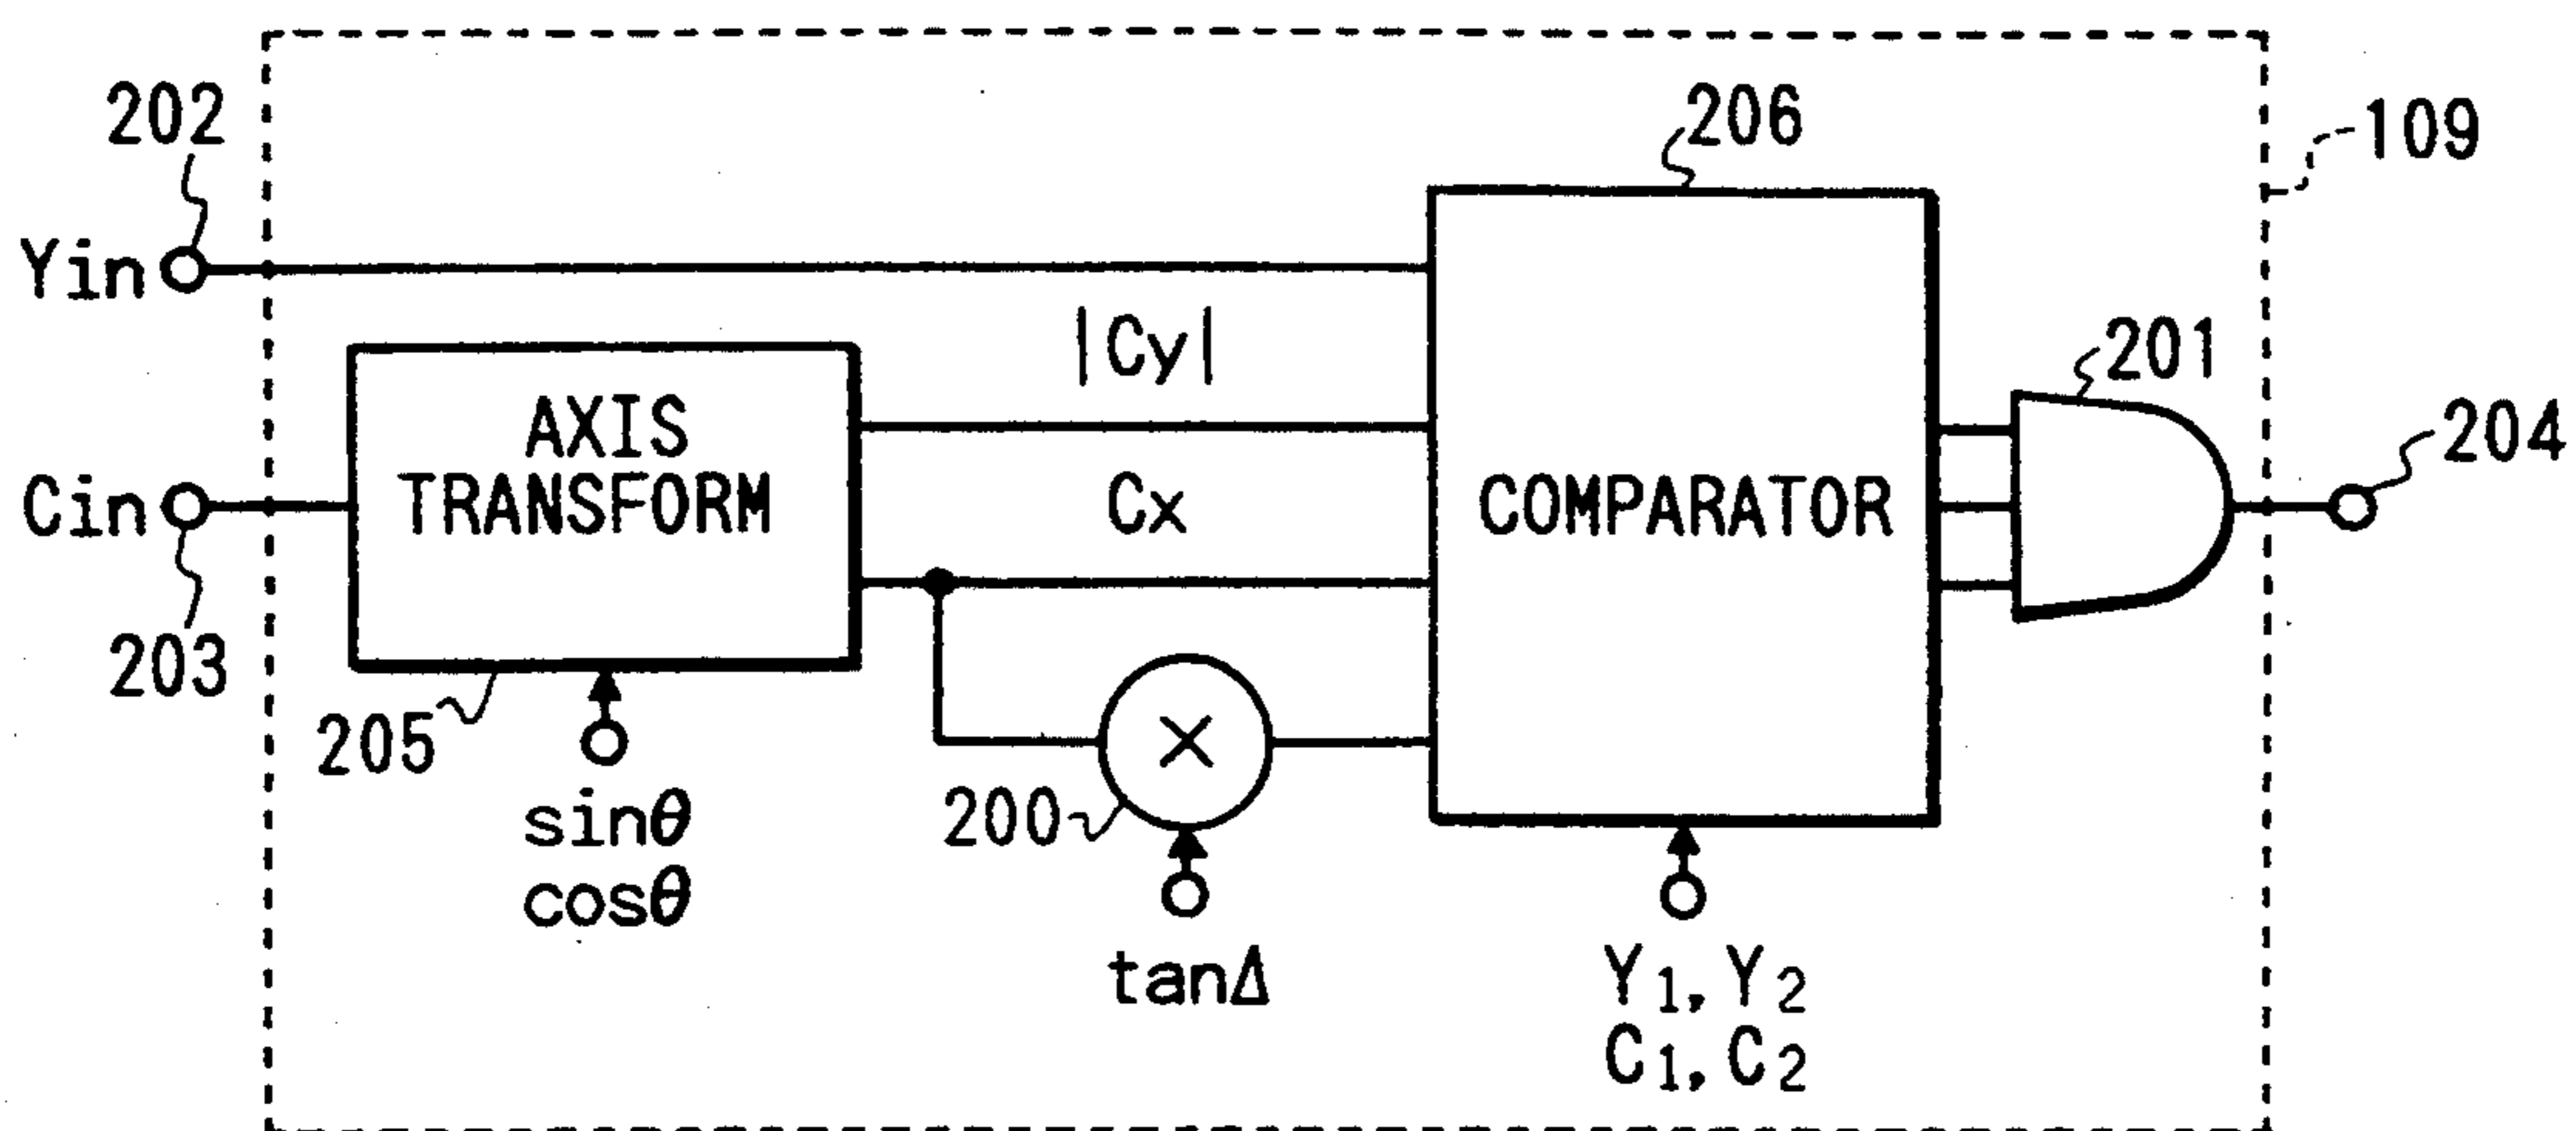 202
206
109
Yin
|Cy|
201
AXIS
TRANSFORM
204
Cin
Cx
COMPARATOR
203
205
×
200
sinθ
cosθ
tanΔ
Y1, Y2
C1, C2